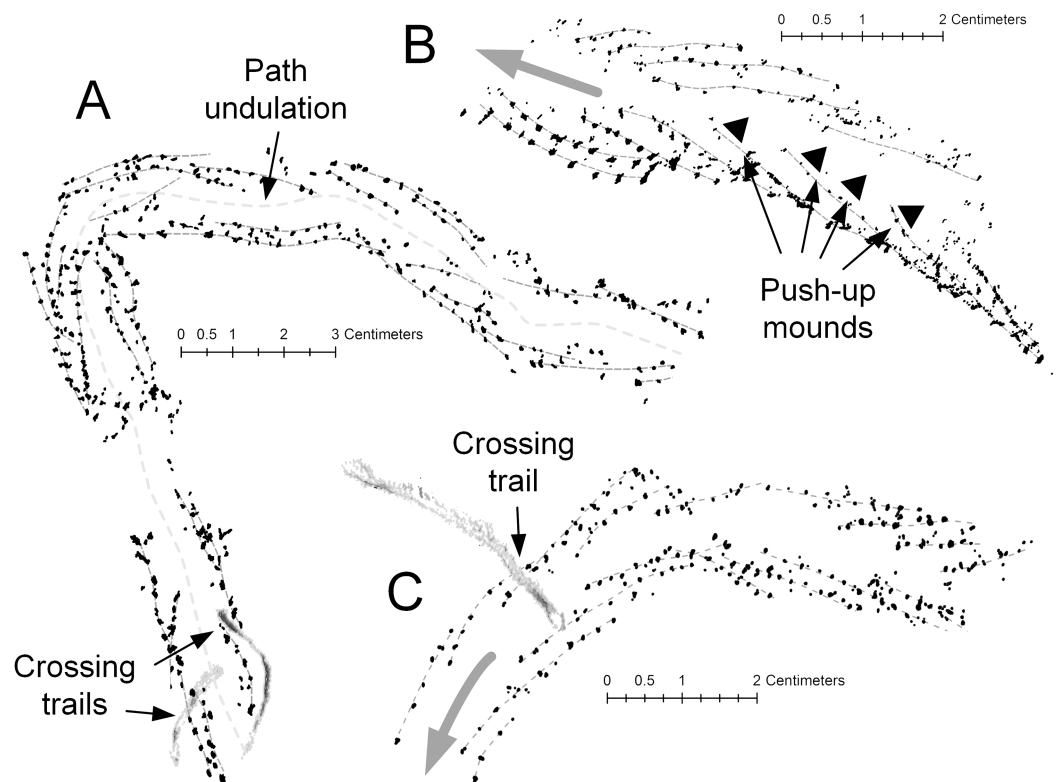 A
Path
undulation
0 0.5 1 2 3 Centimeters
Crossing
trails
B
0 0.5 1 2 Centimeters
Push-up
mounds
Crossing
trail
C
0 0.5 1 2 Centimeters